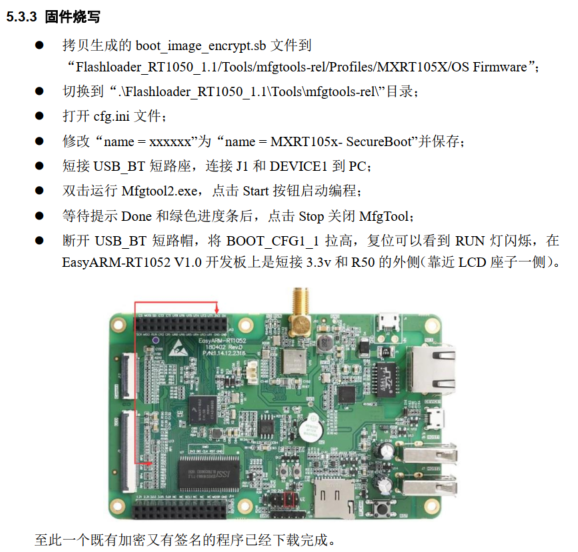 5.3.3 固件烧写
● 拷贝生成的 boot_image_encrypt.sb 文件到
“Flashloader_RT1050_1.1/Tools/mfgtools-rel/Profiles/MXRT105X/OS Firmware”;
● 切换到“.\Flashloader_RT1050_1.1\Tools\mfgtools-rel\”目录;
● 打开 cfg.ini 文件;
● 修改“name = xxxxxx”为“name = MXRT105x- SecureBoot”并保存;
● 短接 USB_BT 短路座，连接 J1 和 DEVICE1 到 PC;
● 双击运行 Mfgtool2.exe，点击 Start 按钮启动编程;
● 等待提示 Done 和绿色进度条后，点击 Stop 关闭 MfgTool;
● 断开 USB_BT 短路帽，将 BOOT_CFG1_1 拉高，复位可以看到 RUN 灯闪烁，在
EasyARM-RT1052 V1.0 开发板上是短接 3.3v 和 R50 的外侧（靠近 LCD 座子一侧）。
EasyARM-RT1052
180402 Rev.D
P/N:1.14.12.2316
至此一个既有加密又有签名的程序已经下载完成。